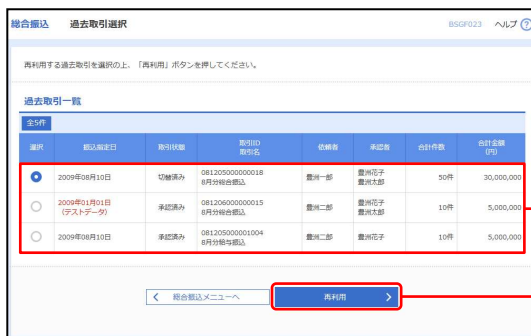 総合振込 過去取引選択 BSGF023 ヘルプ ?
再利用する過去取引を選択の上、「再利用」ボタンを押してください。
過去取引一覧
全5件
選択 振込指定日 取引状態 取引ID 取引名 依頼者 承認者 合計件数 合計金額 (円)
2009年08月10日 切替済み 081205000000018 8月分総合振込 豊洲一郎 豊洲花子 豊洲太郎 50件 30,000,000
2009年01月01日 (テストデータ) 承認済み 081206000000015 8月分総合振込 豊洲二郎 豊洲花子 豊洲太郎 10件 5,000,000
2009年08月10日 承認済み 081205000001004 8月分給与振込 豊洲二郎 豊洲花子 10件 5,000,000
総合振込メニューへ 再利用